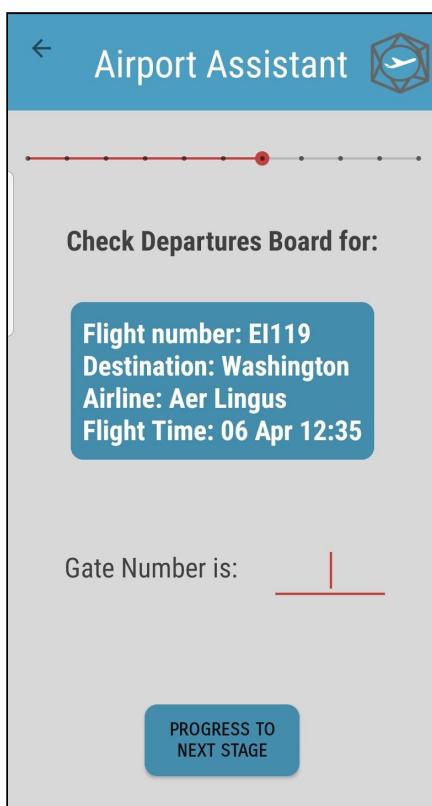 Airport Assistant
Check Departures Board for:
Flight number: EI119
Destination: Washington
Airline: Aer Lingus
Flight Time: 06 Apr 12:35
Gate Number is:
PROGRESS TO
NEXT STAGE